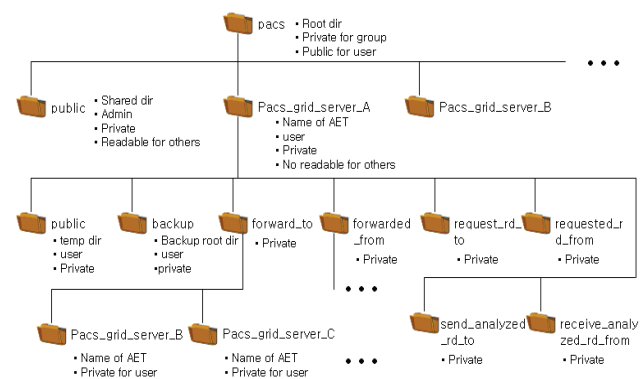 pacs
▪ Root dir
▪ Private for group
▪ Public for user
• • •
public
▪ Shared dir
▪ Admin
▪ Private
▪ Readable for others
Pacs_grid_server_A
▪ Name of AET
▪ user
▪ Private
▪ No readable for others
Pacs_grid_server_B
public
▪ temp dir
▪ user
▪ Private
backup
▪ Backup root dir
▪ user
▪ private
forward_to
▪ Private
forwarded
_from
▪ Private
• • •
request_rd_
to
▪ Private
requested_r
d_from
▪ Private
Pacs_grid_server_B
▪ Name of AET
▪ Private for user
Pacs_grid_server_C
▪ Name of AET
▪ Private for user
• • •
send_analyzed
_rd_to
▪ Private
receive_analy
zed_rd_from
▪ Private